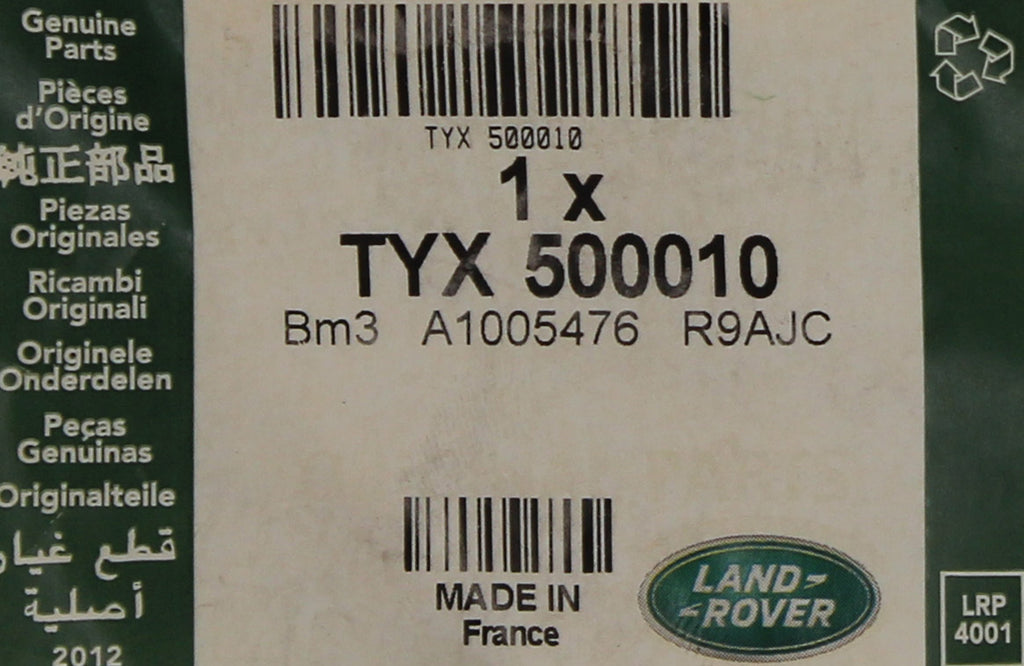 Genuine
Parts
Pièces
d'Origine
純正部品
Piezas
Originales
Ricambi
Originali
Originele
Onderdelen
Peças
Genuinas
Originalteile
قطع غيار
أصلية
2012
TYX 500010
1 x
TYX 500010
Bm3 A1005476 R9AJC
MADE IN
France
LAND-
-ROVER
LRP
4001